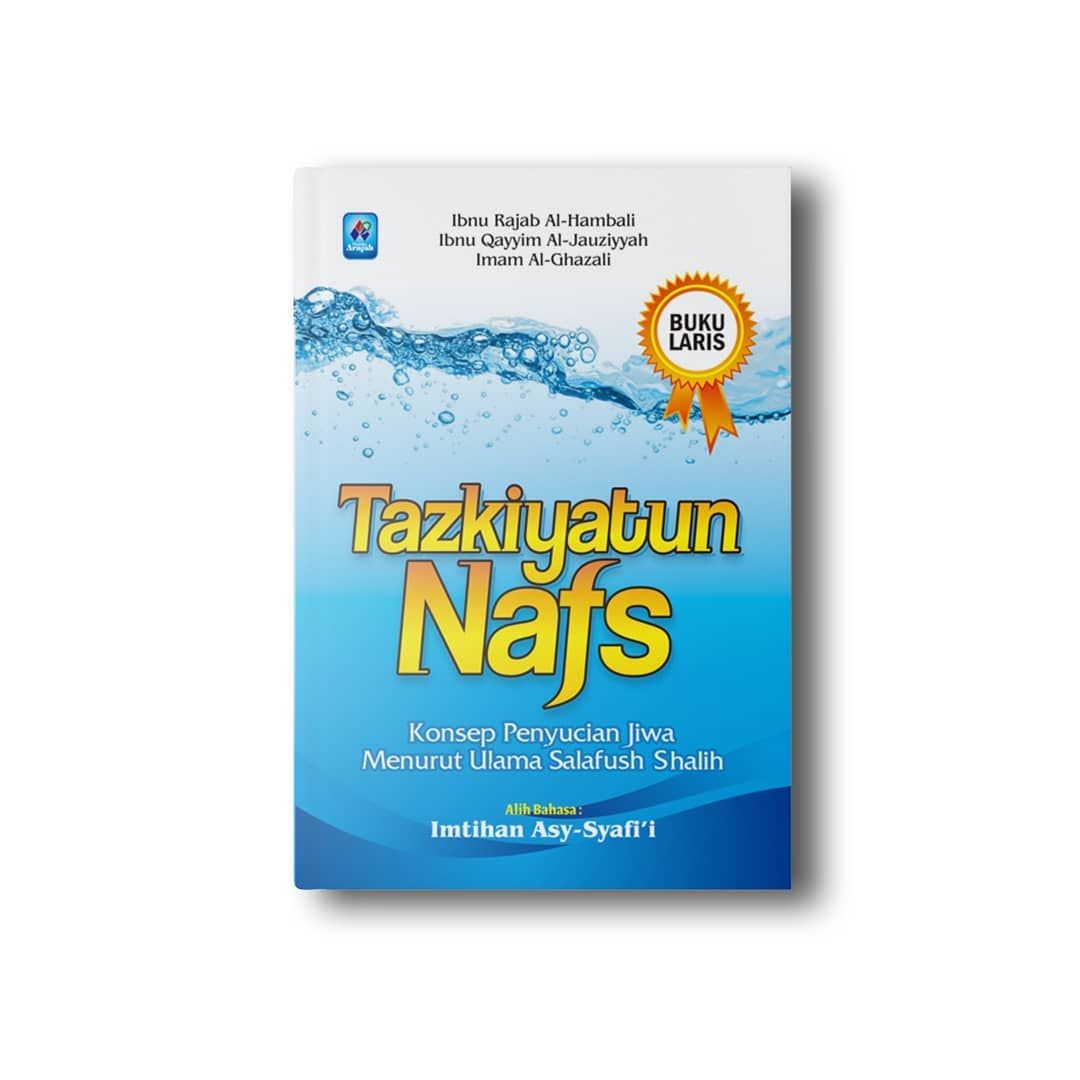 Ibnu Rajab Al-Hambali
Ibnu Qayyim Al-Jauziyyah
Imam Al-Ghazali
Arafah
BUKU
LARIS
Tazkiyatun
Nafs
Konsep Penyucian Jiwa
Menurut Ulama Salafush Shalih
Alih Bahasa :
Imtihan Asy-Syafi'i